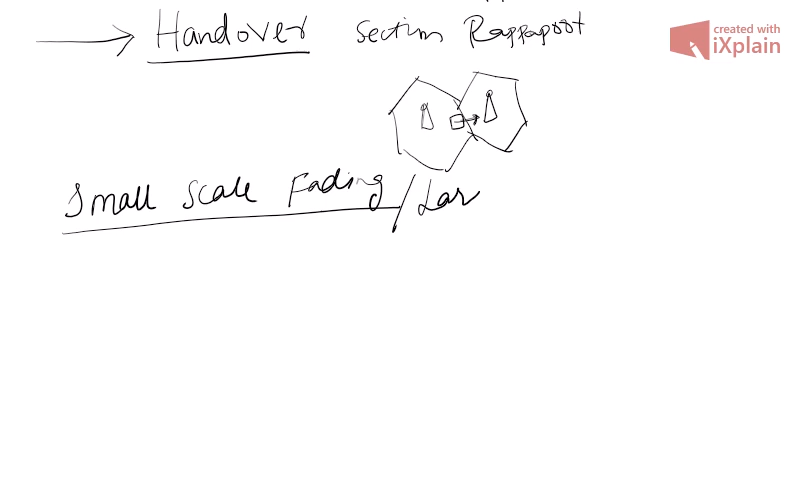 Handover Section Rappaport
created with
iXplain
Small Scale Fading / Lar